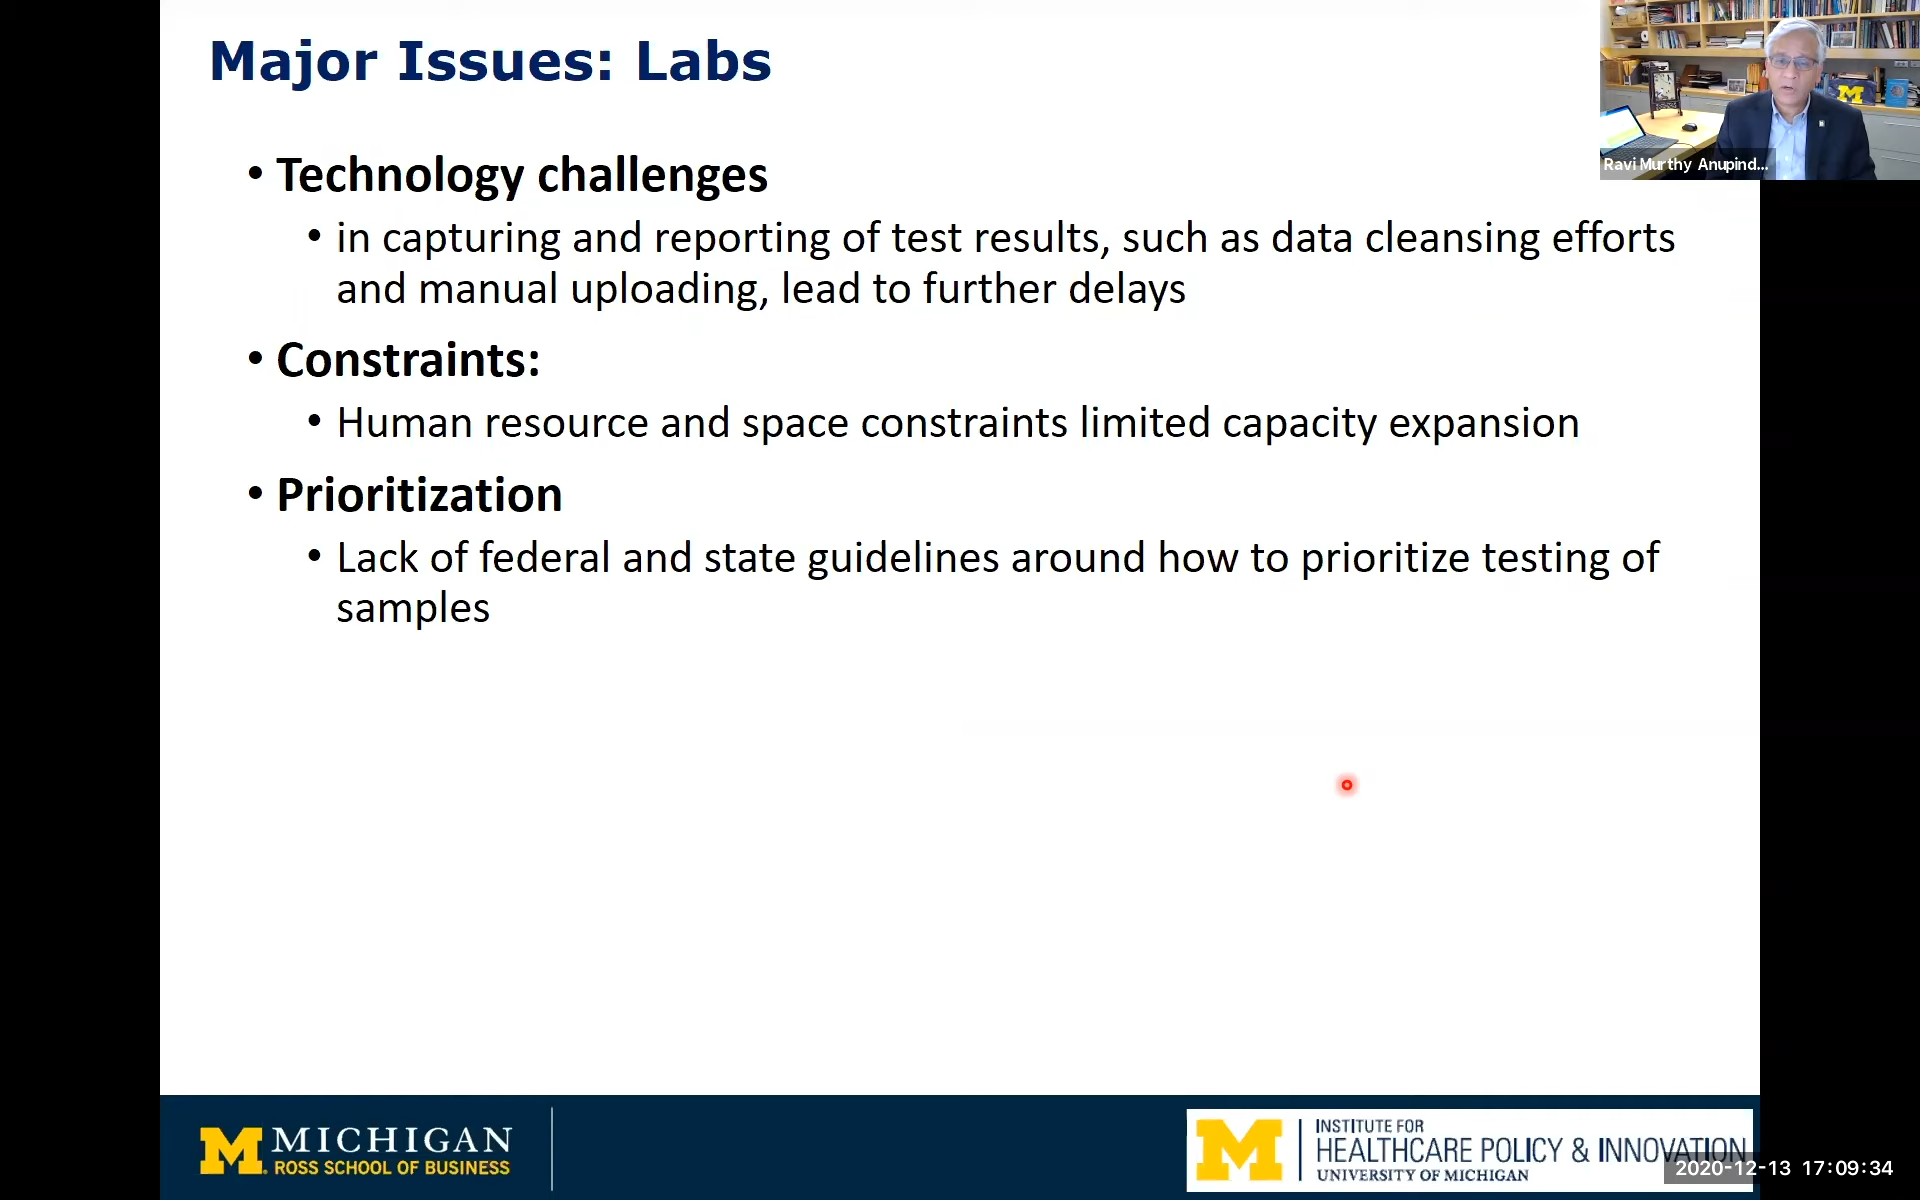 Major Issues: Labs
Ravi Murthy Anupind...
• Technology challenges
• in capturing and reporting of test results, such as data cleansing efforts
and manual uploading, lead to further delays
• Constraints:
• Human resource and space constraints limited capacity expansion
• Prioritization
• Lack of federal and state guidelines around how to prioritize testing of
samples
M MICHIGAN
ROSS SCHOOL OF BUSINESS
M INSTITUTE FOR
HEALTHCARE POLICY & INNOVATION
UNIVERSITY OF MICHIGAN
2020-12-13 17:09:34